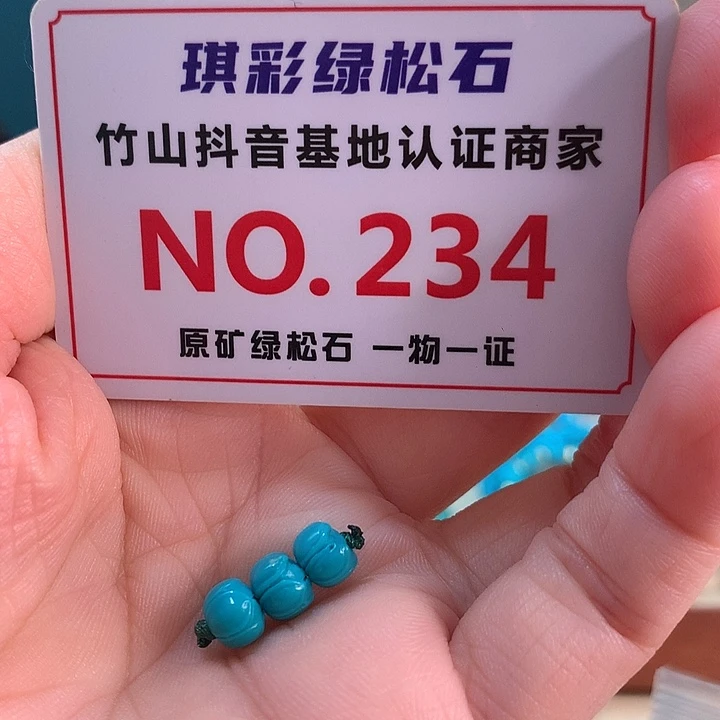 琪彩绿松石
竹山抖音基地认证商家
NO.234
原矿绿松石 一物一证